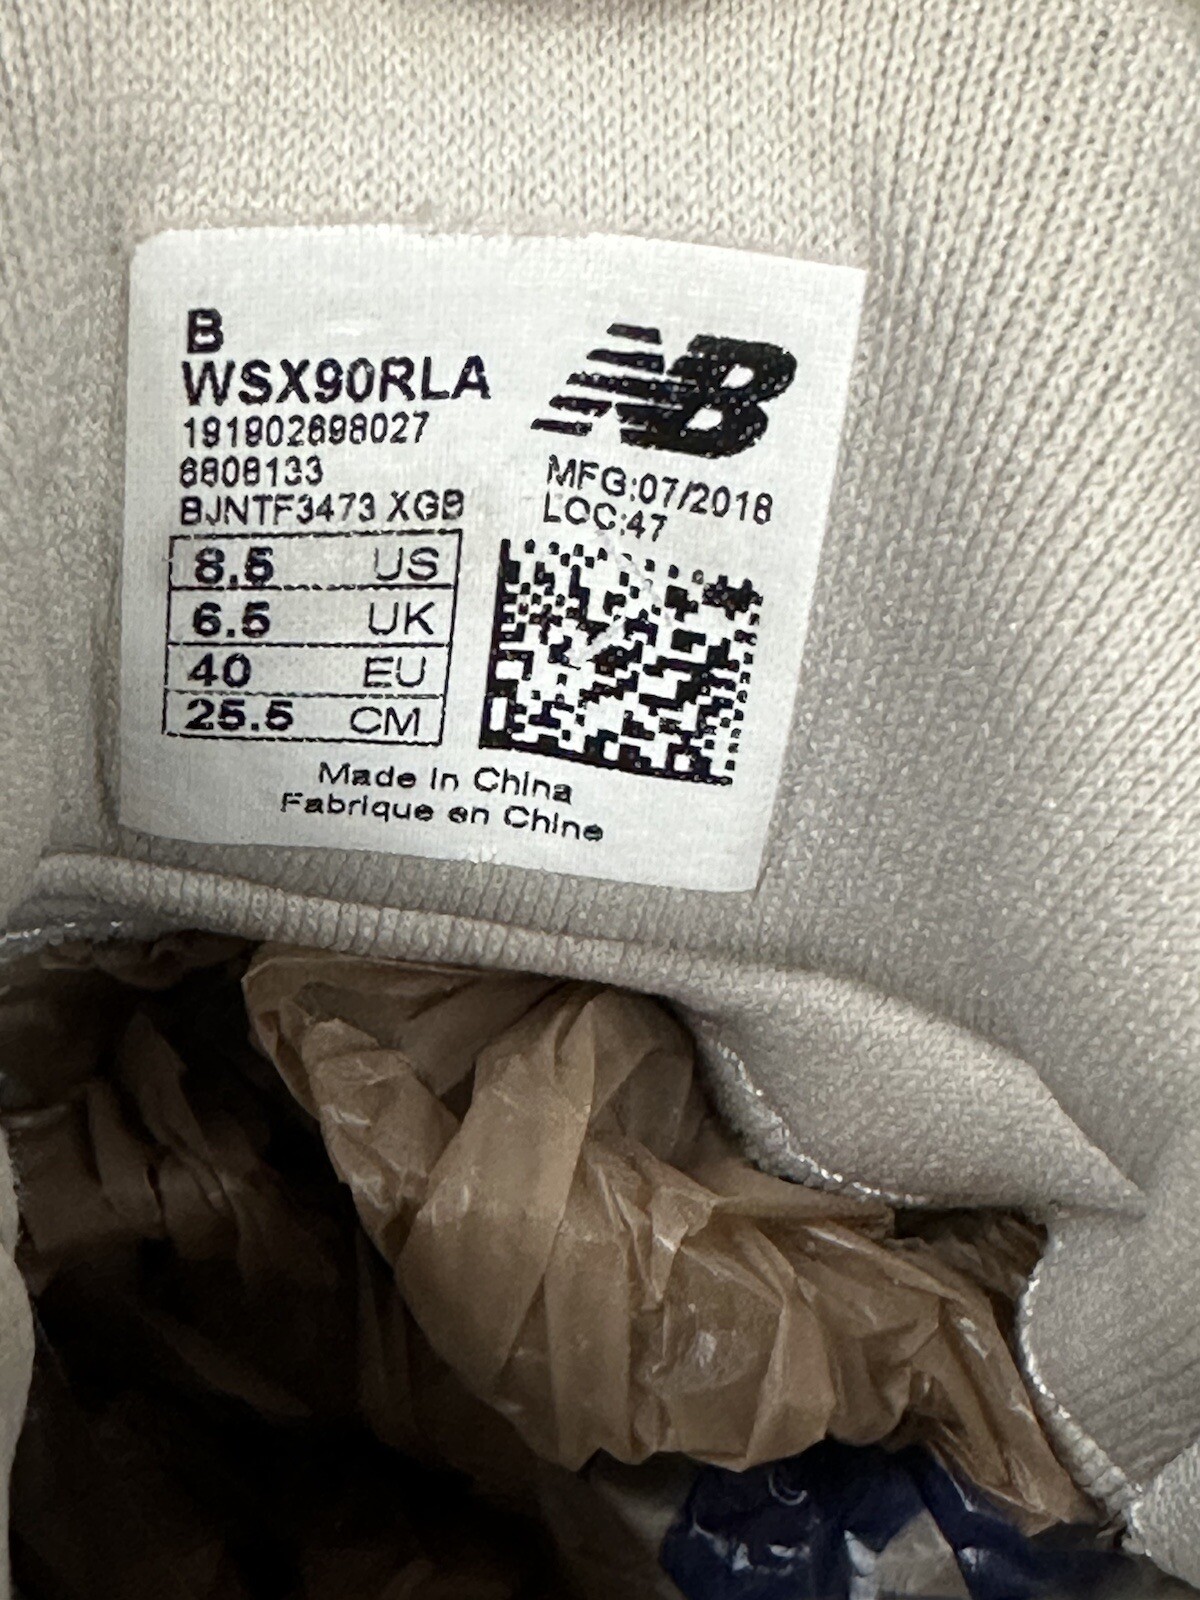 B
WSX90RLA
191902698027
6808133
BJNTF3473 XGB
NB
MFG:07/2018
LOC:47
8.5 US
6.5 UK
40 EU
25.5 CM
Made in China
Fabrique en Chine